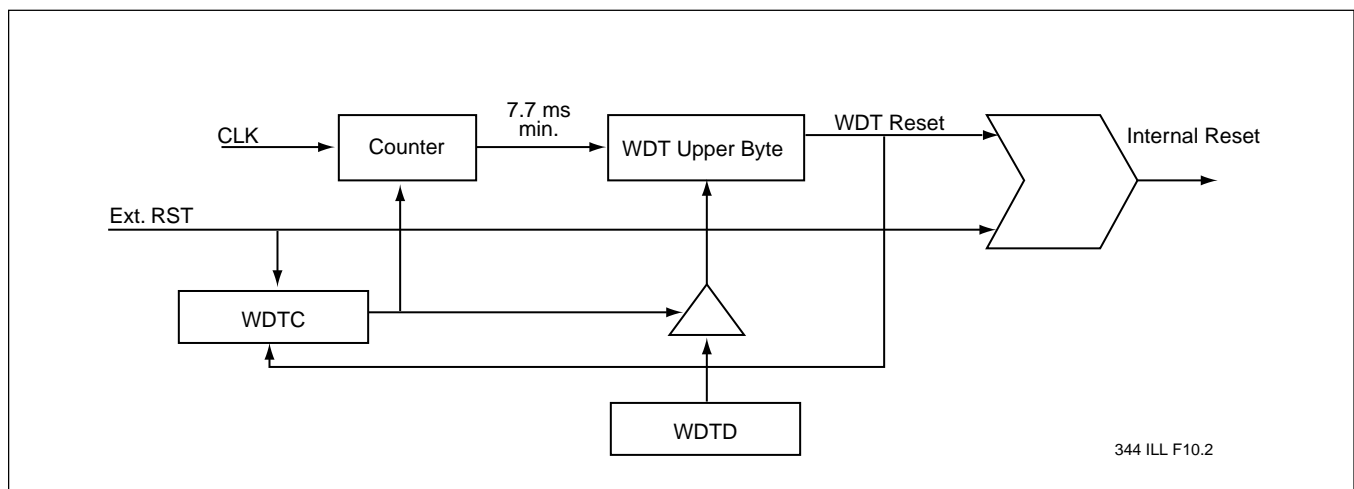 7.7 ms
min.
CLK
Counter
WDT Upper Byte
WDT Reset
Internal Reset
Ext. RST
WDTC
WDTD
344 ILL F10.2